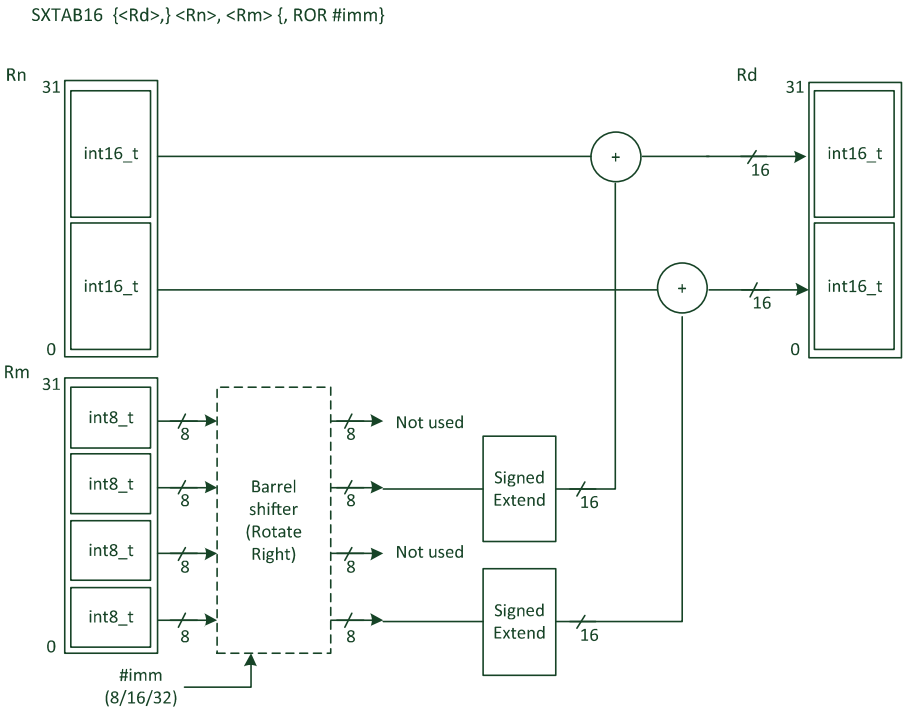 SXTAB16 {<Rd>,} <Rn>, <Rm> {, ROR #imm}
Rn
31
int16_t
int16_t
0
+
16
+
16
Rd
31
int16_t
int16_t
0
Rm
31
int8_t
int8_t
int8_t
int8_t
0
8
8
8
8
Barrel
shifter
(Rotate
Right)
#imm
(8/16/32)
8
Not used
8
8
Not used
8
Signed
Extend
16
Signed
Extend
16